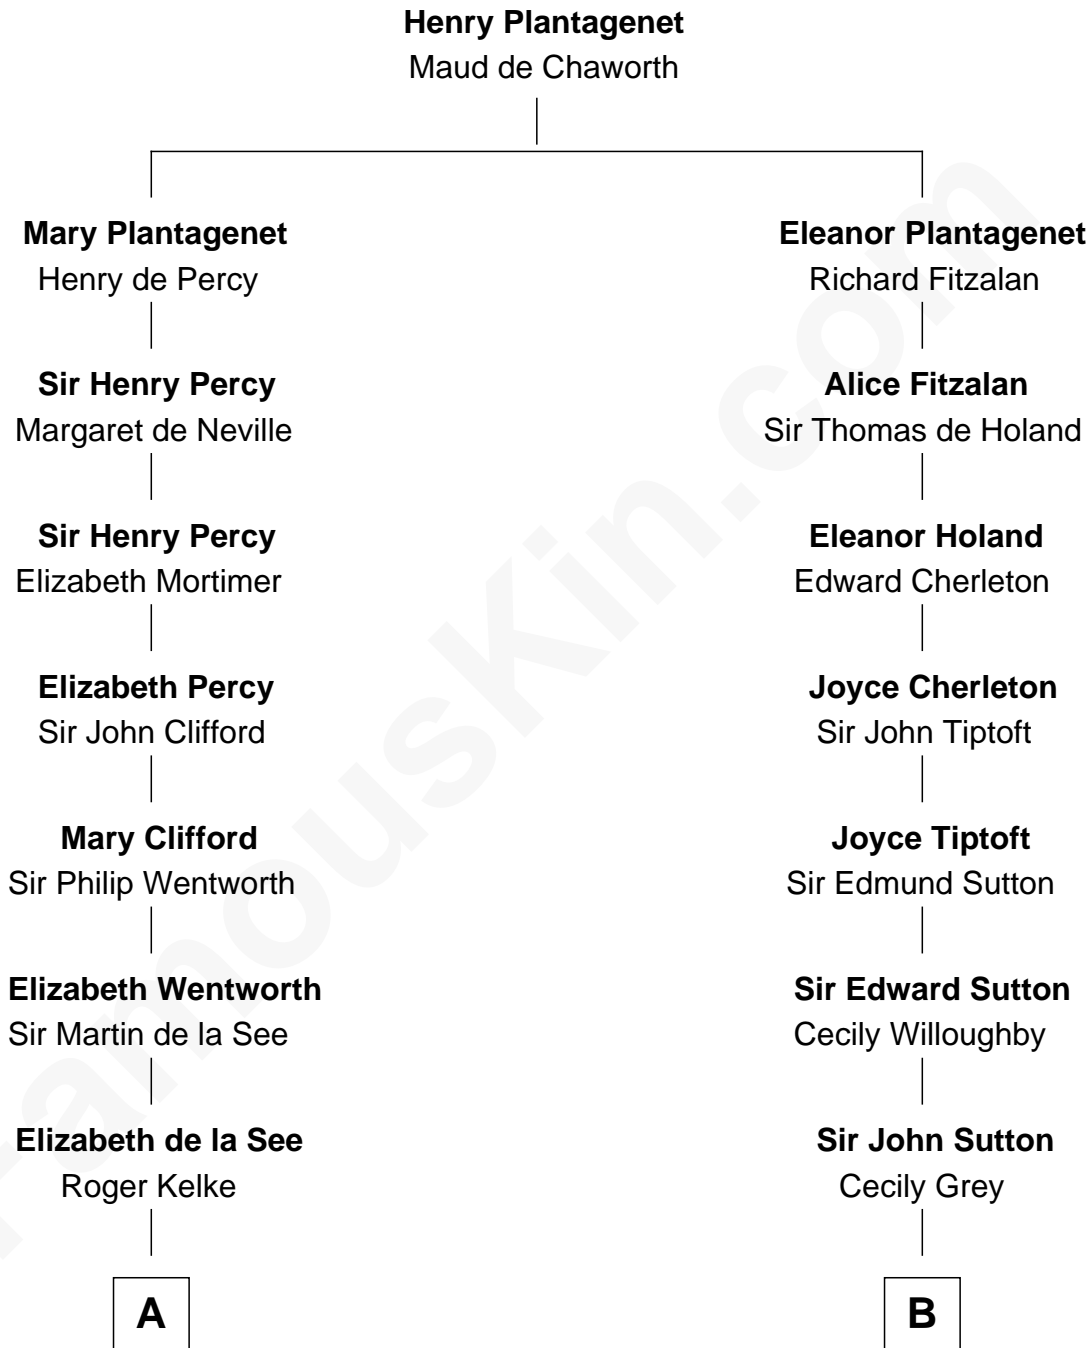 Henry Plantagenet
Maud de Chaworth
Mary Plantagenet
Henry de Percy
Sir Henry Percy
Margaret de Neville
Sir Henry Percy
Elizabeth Mortimer
Elizabeth Percy
Sir John Clifford
Mary Clifford
Sir Philip Wentworth
Elizabeth Wentworth
Sir Martin de la See
Elizabeth de la See
Roger Kelke
A
Eleanor Plantagenet
Richard Fitzalan
Alice Fitzalan
Sir Thomas de Holand
Eleanor Holand
Edward Cherleton
Joyce Cherleton
Sir John Tiptoft
Joyce Tiptoft
Sir Edmund Sutton
Sir Edward Sutton
Cecily Willoughby
Sir John Sutton
Cecily Grey
B
FamousKin.com